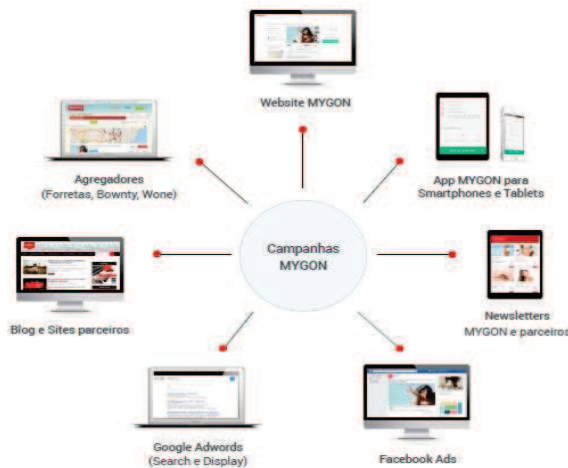 Website MYGON
Agregadores
(Forretas, Bownty, Wone)
App MYGON para
Smartphones e Tablets
Campanhas
MYGON
Blog e Sites parceiros
Newsletters
MYGON e parceiros
Google Adwords
(Search e Display)
Facebook Ads